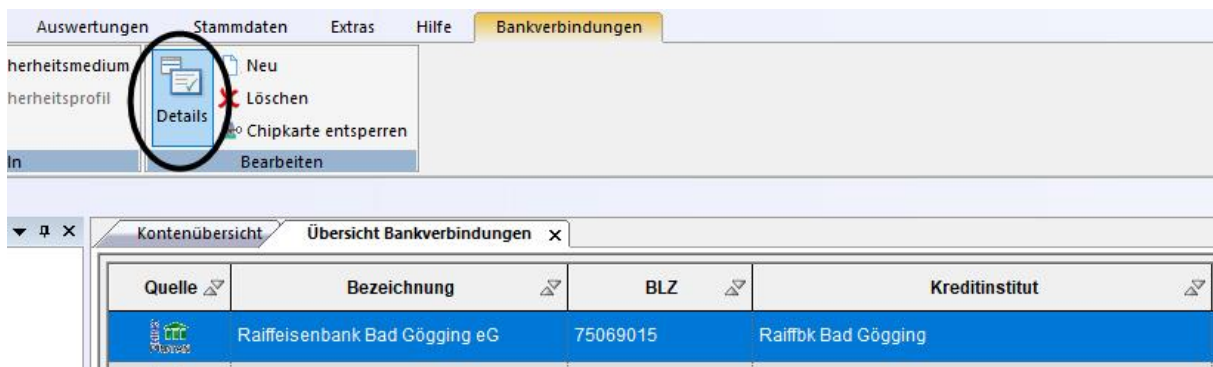 Auswertungen Stammdaten Extras Hilfe Bankverbindungen
herheitsmedium Neu
herheitsprofil Löschen
Details
Chipkarte entsperren
ln Bearbeiten
Kontenübersicht Übersicht Bankverbindungen x
Quelle Bezeichnung BLZ Kreditinstitut
Raiffeisenbank Bad Gögging eG 75069015 Raiffbk Bad Gögging